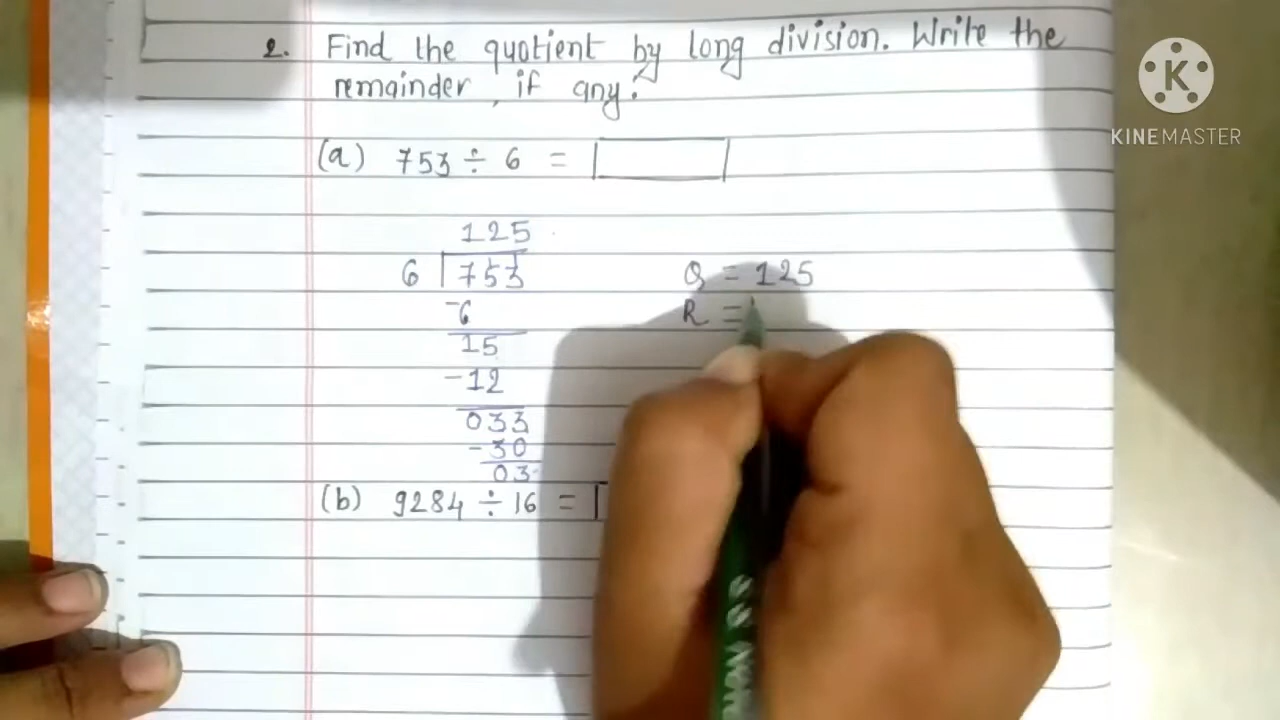 2. Find the quotient by long division. Write the
remainder, if any.
(a) 753 ÷ 6 =
125
6 753 Q = 125
-6 R =
15
-12
033
-30
03
(b) 9284 ÷ 16 =
K
KINEMASTER